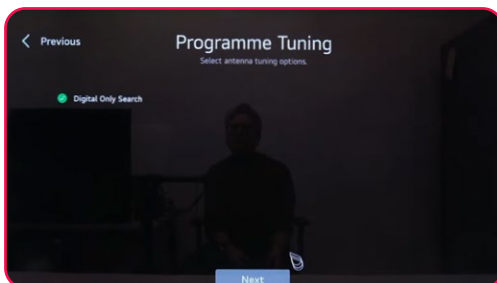 Previous
Programme Tuning
Select antenna tuning options.
Digital Only Search
Next